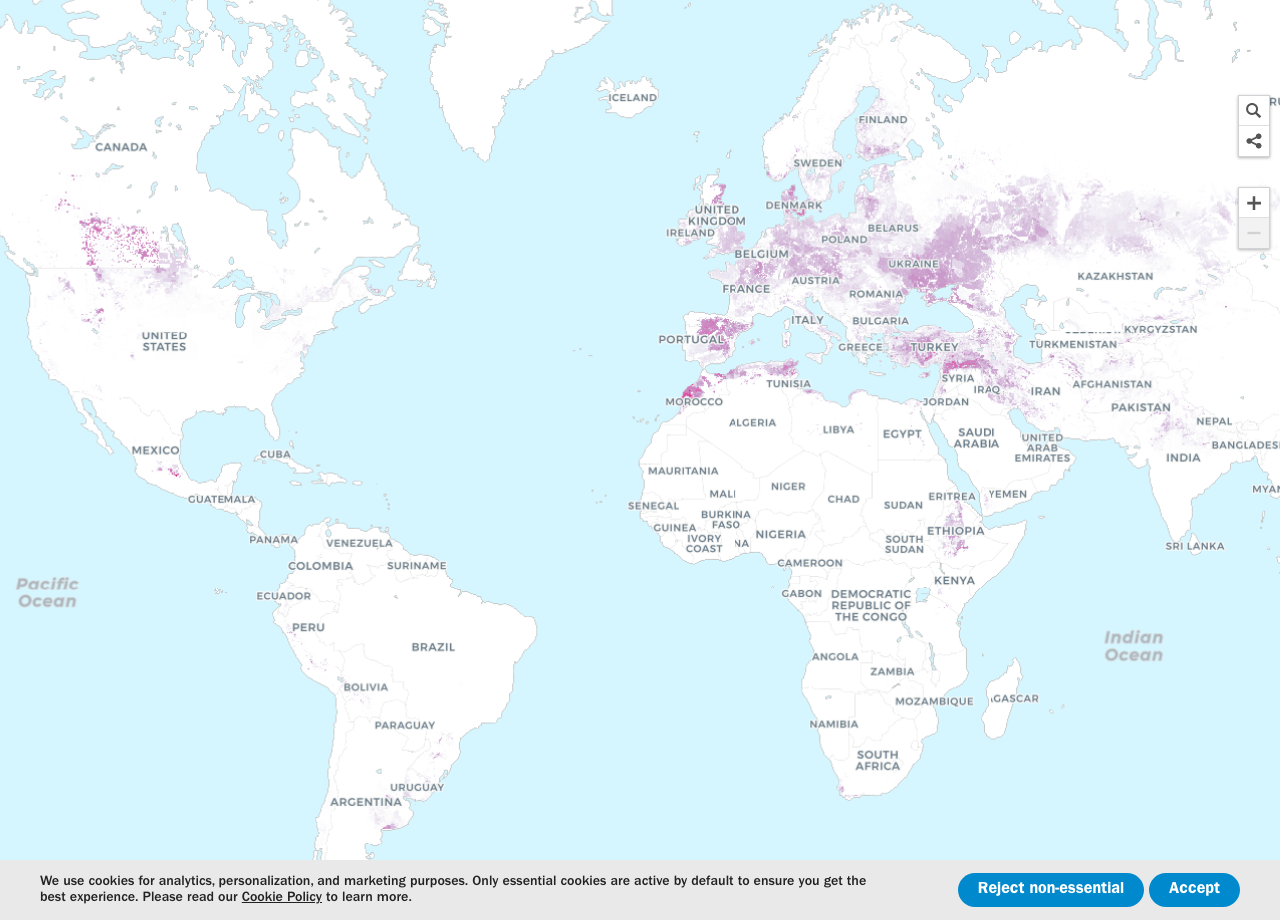 ICELAND
FINLAND
CANADA
SWEDEN
DENMARK
UNITED
KINGDOM
IRELAND
BELARUS
POLAND
BELGIUM
UKRAINE
KAZAKHSTAN
AUSTRIA
FRANCE
ROMANIA
ITALY
BULGARIA
KYRGYZSTAN
UNITED
STATES
PORTUGAL
GREECE
TURKEY
TURKMENISTAN
SYRIA
TUNISIA
IRAQ
IRAN
AFGHANISTAN
MOROCCO
JORDAN
PAKISTAN
ALGERIA
LIBYA
EGYPT
SAUDI
ARABIA
NEPAL
UNITED
ARAB
EMIRATES
BANGLADES
MEXICO
CUBA
INDIA
MAURITANIA
NIGER
MALI
CHAD
ERITREA
YEMEN
MYAN
GUATEMALA
SENEGAL
SUDAN
BURKINA
FASO
GUINEA
IVORY
COAST
NA
NIGERIA
ETHIOPIA
PANAMA
VENEZUELA
SOUTH
SUDAN
SRI LANKA
COLOMBIA
SURINAME
CAMEROON
Pacific
Ocean
ECUADOR
GABON
DEMOCRATIC
REPUBLIC OF
THE CONGO
KENYA
PERU
BRAZIL
Indian
Ocean
ANGOLA
ZAMBIA
BOLIVIA
MOZAMBIQUE
GASCAR
PARAGUAY
NAMIBIA
SOUTH
AFRICA
URUGUAY
ARGENTINA
We use cookies for analytics, personalization, and marketing purposes. Only essential cookies are active by default to ensure you get the
best experience. Please read our Cookie Policy to learn more.
Reject non-essential
Accept